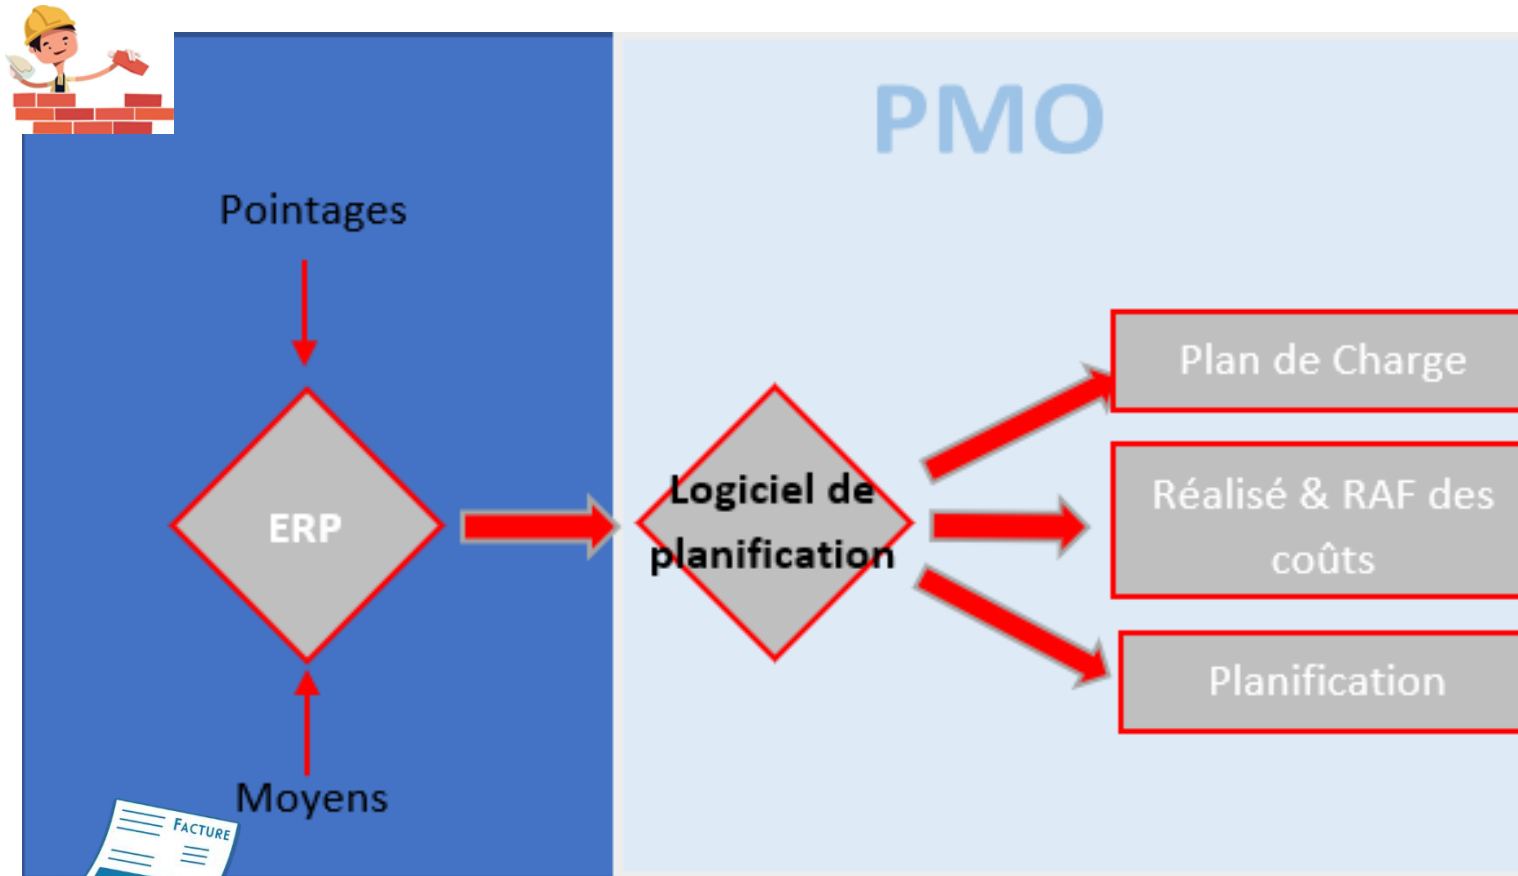 PMO
Pointages
ERP
Moyens
FACTURE
Logiciel de
planification
Plan de Charge
Réalisé & RAF des
coûts
Planification